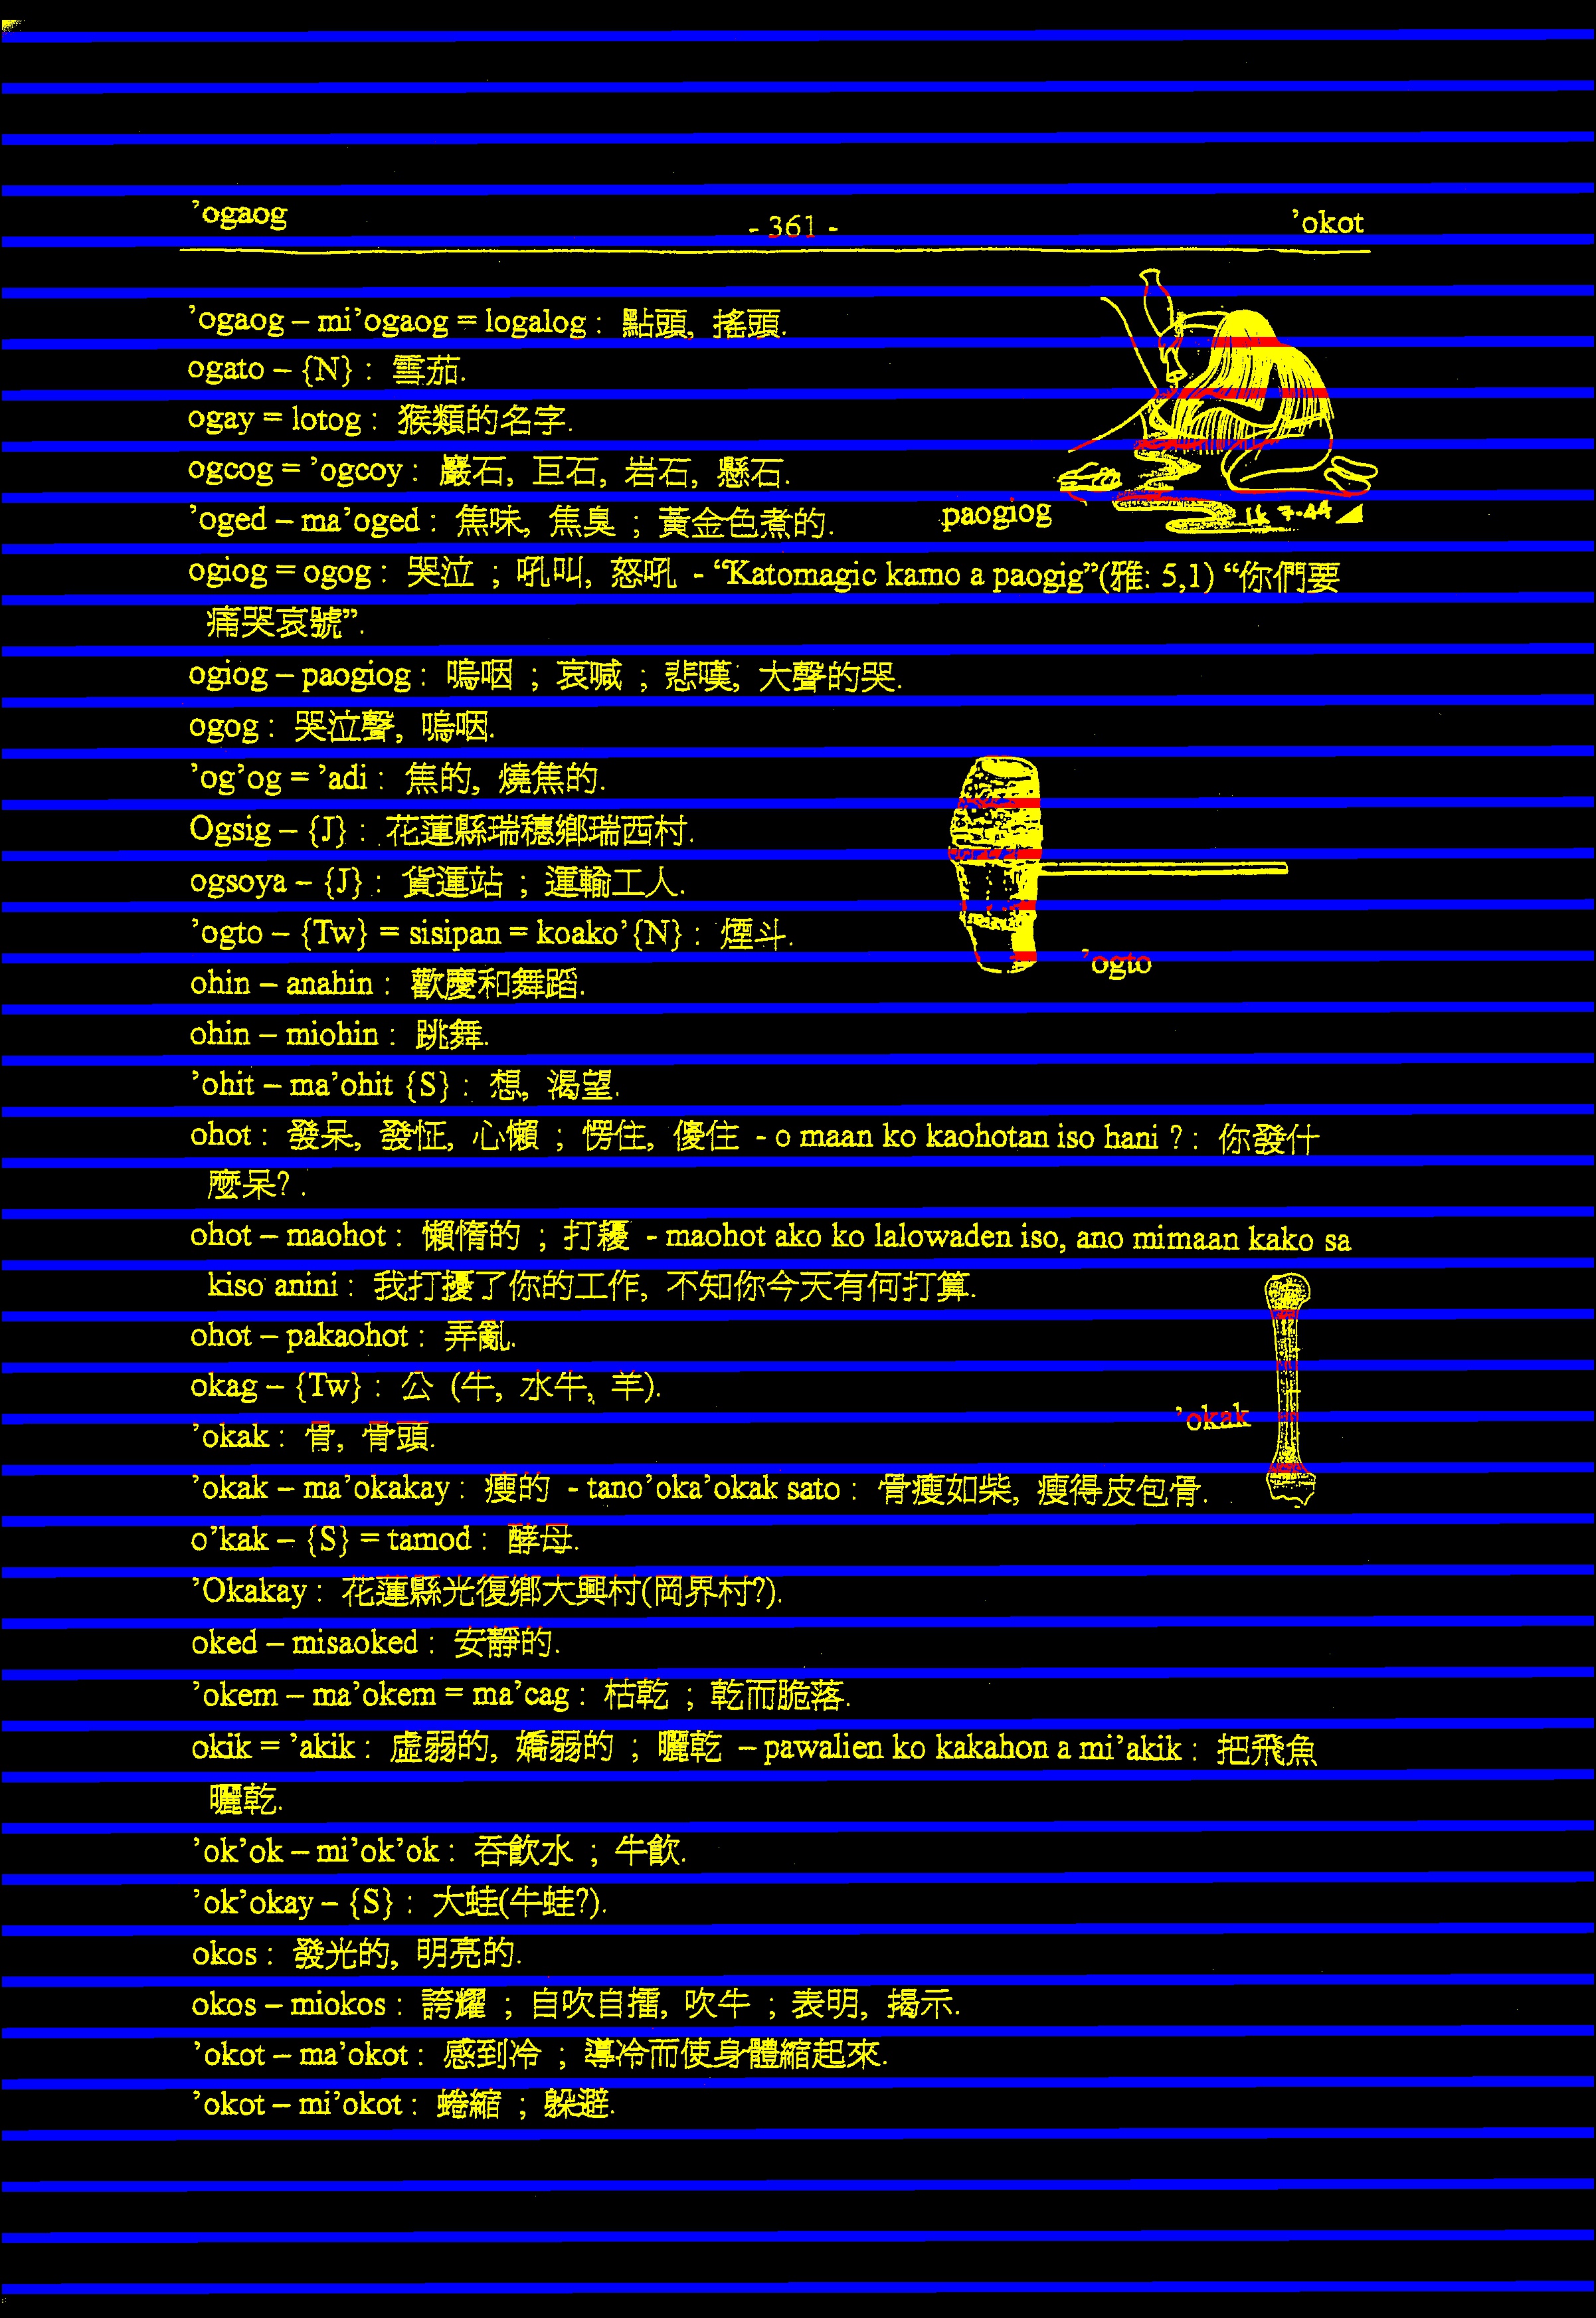 ’ogaog - 361 - ’okot
’ogaog – mi’ogaog = logalog : 點頭, 搖頭.
ogato – {N} : 雪茄.
ogay = lotog : 猴類的名字.
ogcog = ’ogcoy : 巖石, 巨石, 岩石, 懸石.
’oged – ma’oged : 焦味, 焦臭 ; 黃金色煮的.
paogiog
Lk 7-44
ogiog = ogog : 哭泣 ; 吼叫, 怒吼 - “Katomagic kamo a paogig”(雅: 5,1) “你們要
痛哭哀號”.
ogiog – paogiog : 嗚咽 ; 哀喊 ; 悲嘆; 大聲的哭.
ogog : 哭泣聲, 嗚咽.
’og’og = ’adi : 焦的, 燒焦的.
Ogsig – {J} : 花蓮縣瑞穗鄉瑞西村.
ogsoya – {J} : 貨運站 ; 運輸工人.
’ogto – {Tw} = sisipan = koako’{N} : 煙斗.
’ogto
ohin – anahin : 歡慶和舞蹈.
ohin – miohin : 跳舞.
’ohit – ma’ohit {S} : 想, 渴望.
ohot : 發呆, 發怔, 心懶 ; 愣住, 傻住 - o maan ko kaohotan iso hani ? : 你發什
麼呆? .
ohot – maohot : 懶惰的 ; 打擾 - maohot ako ko lalowaden iso, ano mimaan kako sa
kiso anini : 我打擾了你的工作, 不知你今天有何打算.
ohot – pakaohot : 弄亂.
okag – {Tw} : 公 (牛, 水牛, 羊).
’okak : 骨, 骨頭.
’okak
’okak – ma’okakay : 瘦的 - tano’oka’okak sato : 骨瘦如柴, 瘦得皮包骨.
o’kak – {S} = tamod : 酵母.
’Okakay : 花蓮縣光復鄉大興村(岡界村?).
oked – misaoked : 安靜的.
’okem – ma’okem = ma’cag : 枯乾 ; 乾而脆落.
okik = ’akik : 虛弱的, 嬌弱的 ; 曬乾 – pawalien ko kakahon a mi’akik : 把飛魚
曬乾.
’ok’ok – mi’ok’ok : 吞飲水 ; 牛飲.
’ok’okay – {S} : 大蛙(牛蛙?).
okos : 發光的, 明亮的.
okos – miokos : 誇耀 ; 自吹自擂, 吹牛 ; 表明, 揭示.
’okot – ma’okot : 感到冷 ; 導冷而使身體縮起來.
’okot – mi’okot : 蜷縮 ; 躲避.